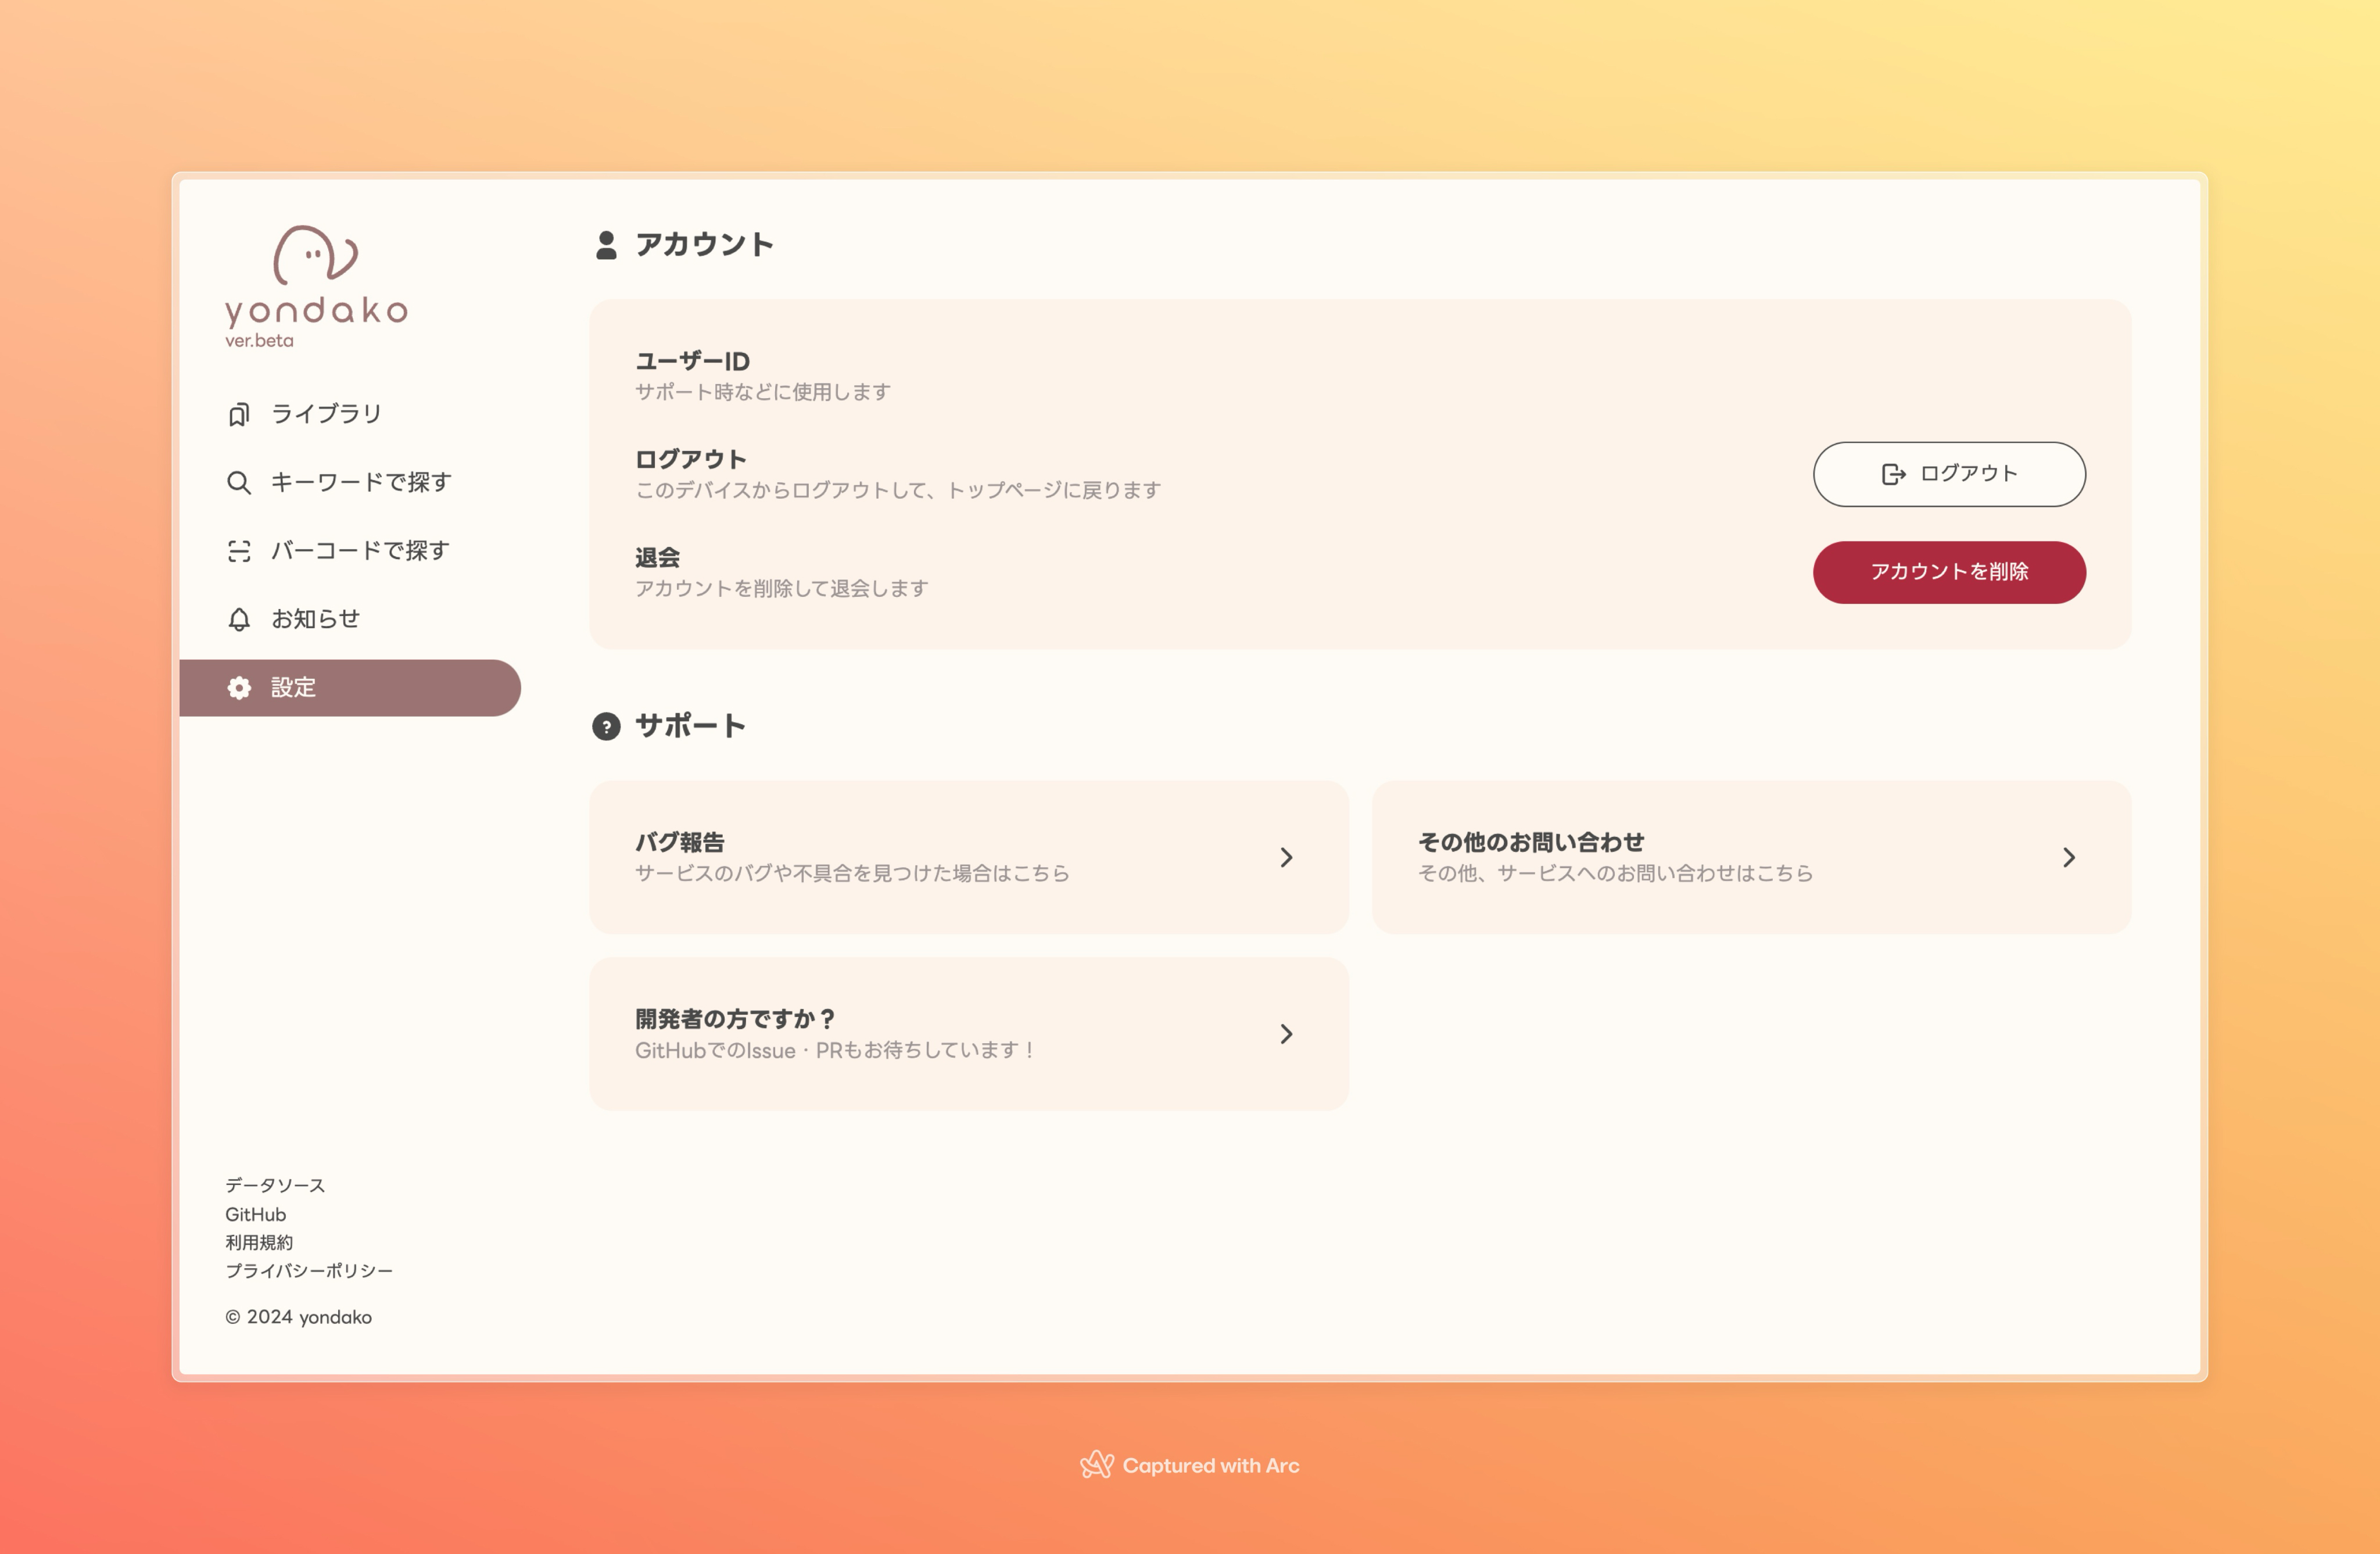 yondako
ver.beta
ライブラリ
キーワードで探す
バーコードで探す
お知らせ
設定
データソース
GitHub
利用規約
プライバシーポリシー
© 2024 yondako
アカウント
ユーザーID
サポート時などに使用します
ログアウト
このデバイスからログアウトして、トップページに戻ります
ログアウト
退会
アカウントを削除して退会します
アカウントを削除
サポート
バグ報告
サービスのバグや不具合を見つけた場合はこちら
その他のお問い合わせ
その他、サービスへのお問い合わせはこちら
開発者の方ですか？
GitHubでのIssue・PRもお待ちしています！
Captured with Arc